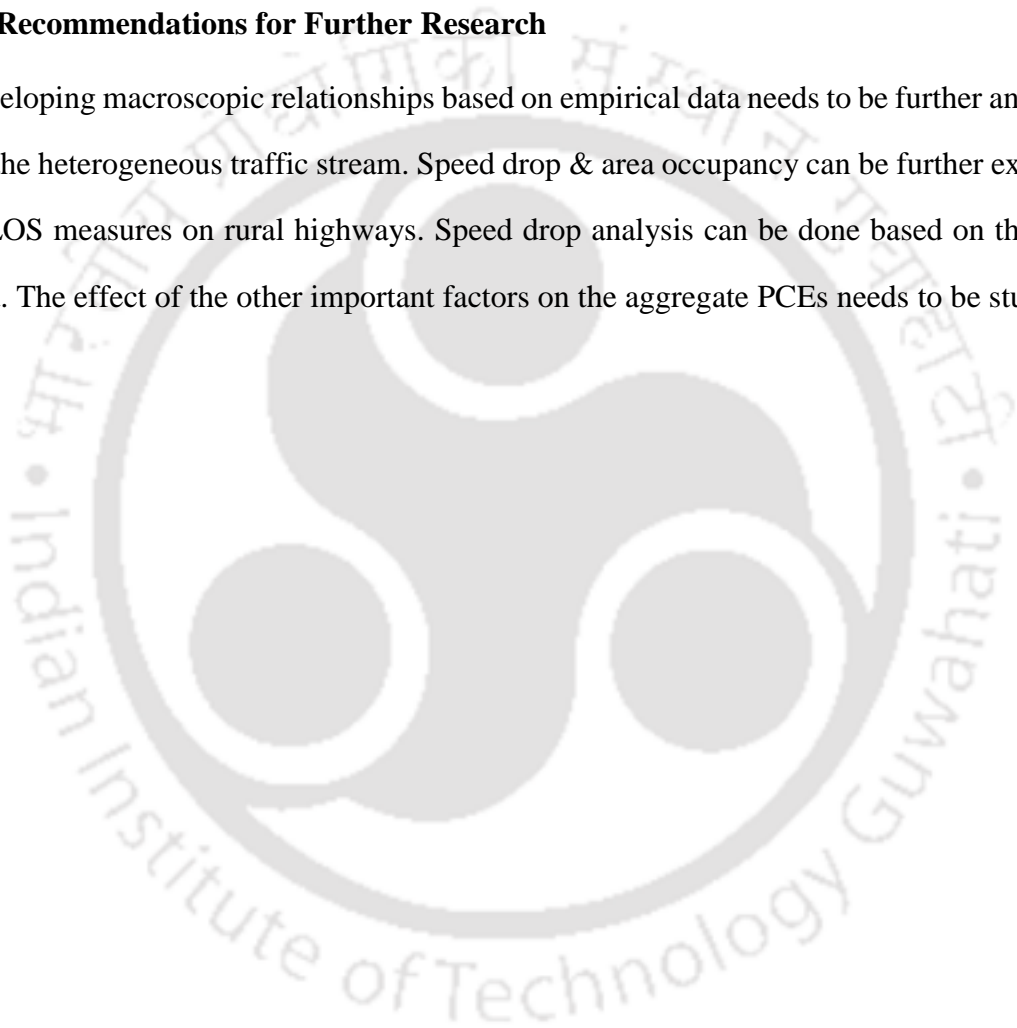 Recommendations for Further Research
eloping macroscopic relationships based on empirical data needs to be further an
he heterogeneous traffic stream. Speed drop & area occupancy can be further ex
OS measures on rural highways. Speed drop analysis can be done based on th
. The effect of the other important factors on the aggregate PCEs needs to be stu
Indian Institute of Technology Guwahati